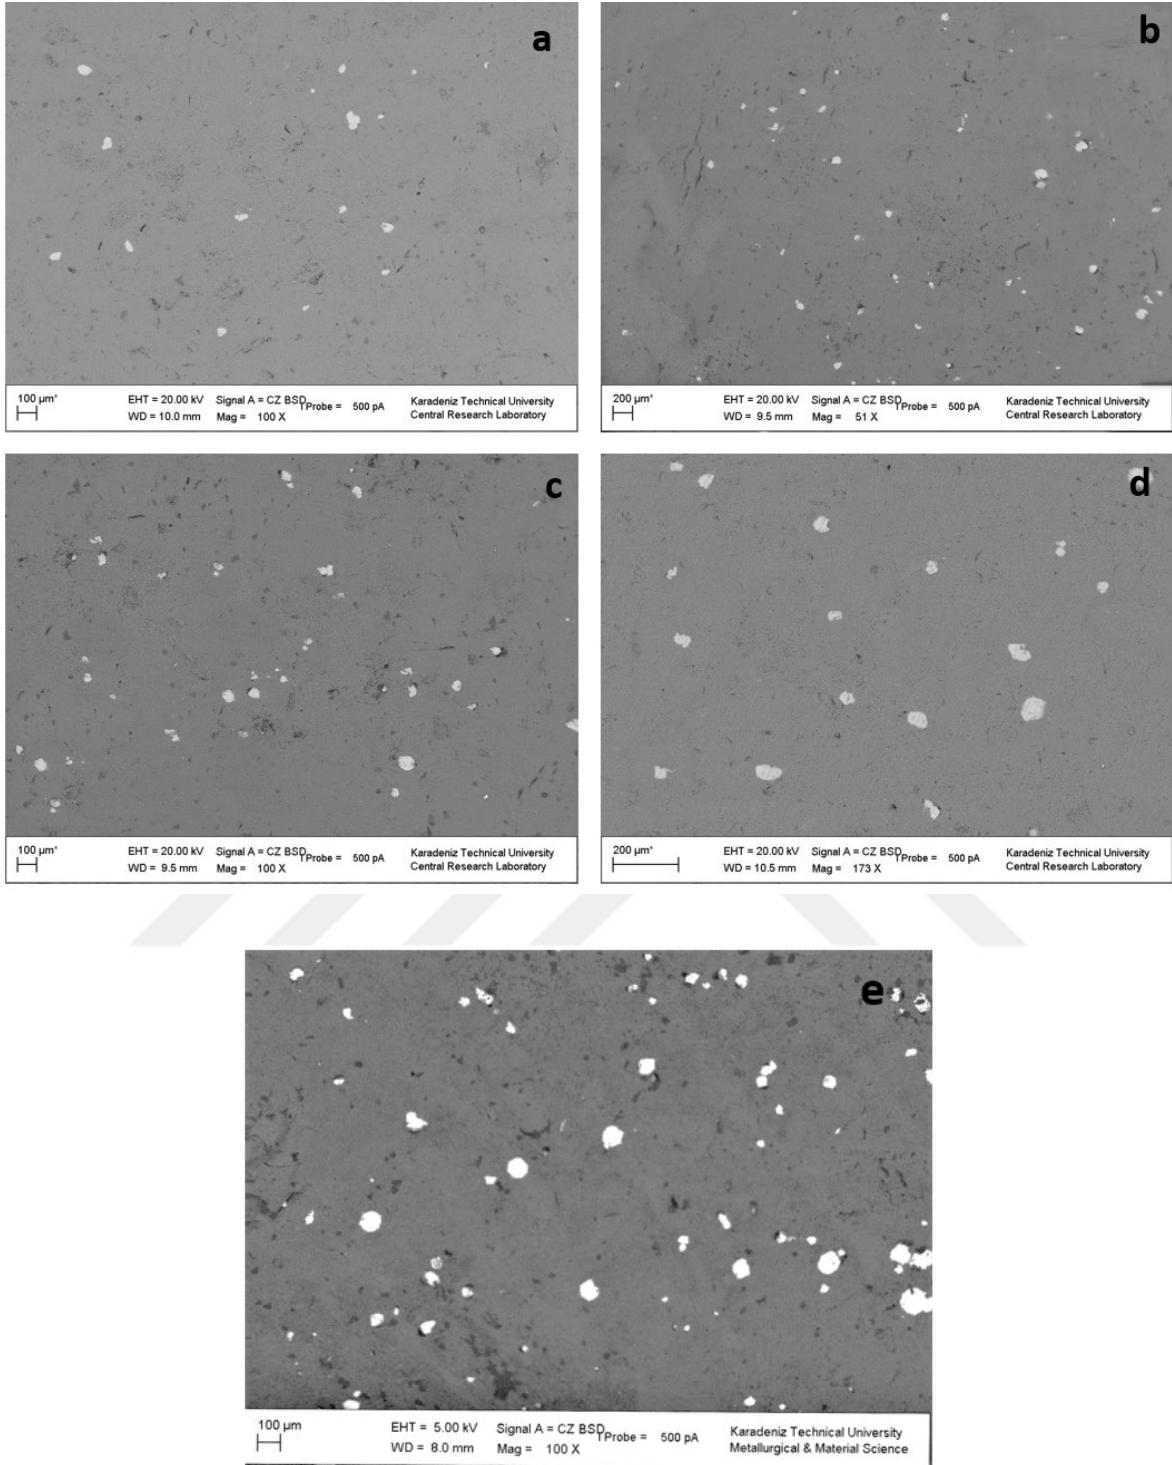 a
100 µm*
EHT = 20.00 kV Signal A = CZ BSD TProbe = 500 pA Karadeniz Technical University
WD = 10.0 mm Mag = 100 X Central Research Laboratory
b
200 µm*
EHT = 20.00 kV Signal A = CZ BSD TProbe = 500 pA Karadeniz Technical University
WD = 9.5 mm Mag = 51 X Central Research Laboratory
c
100 µm*
EHT = 20.00 kV Signal A = CZ BSD TProbe = 500 pA Karadeniz Technical University
WD = 9.5 mm Mag = 100 X Central Research Laboratory
d
200 µm*
EHT = 20.00 kV Signal A = CZ BSD TProbe = 500 pA Karadeniz Technical University
WD = 10.5 mm Mag = 173 X Central Research Laboratory
e
100 µm
EHT = 5.00 kV Signal A = CZ BSD TProbe = 500 pA Karadeniz Technical University
WD = 8.0 mm Mag = 100 X Metallurgical & Material Science